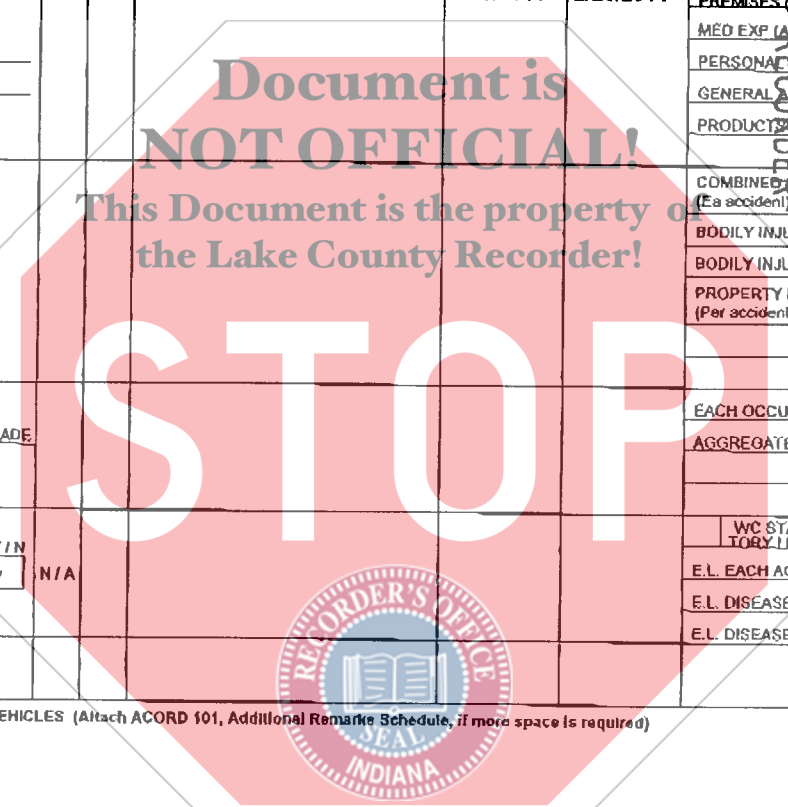 PREMISES (
MED EXP (A
PERSONAL
GENERAL A
PRODUCTS
RECORDER
Document is
NOT OFFICIAL!
This Document is the property of
the Lake County Recorder!
COMBINED
(Ea accident)
BODILY INJU
BODILY INJU
PROPERTY
(Per accident
STOP
EACH OCCU
AGGREGATE
ADE
WC STA
TORY LI
Y/N
N/A
E.L. EACH AC
E.L. DISEASE
E.L. DISEASE
RECORDER'S OFFICE
SEAL
INDIANA
EHICLES (Attach ACORD 101, Additional Remarks Schedule, if more space is required)